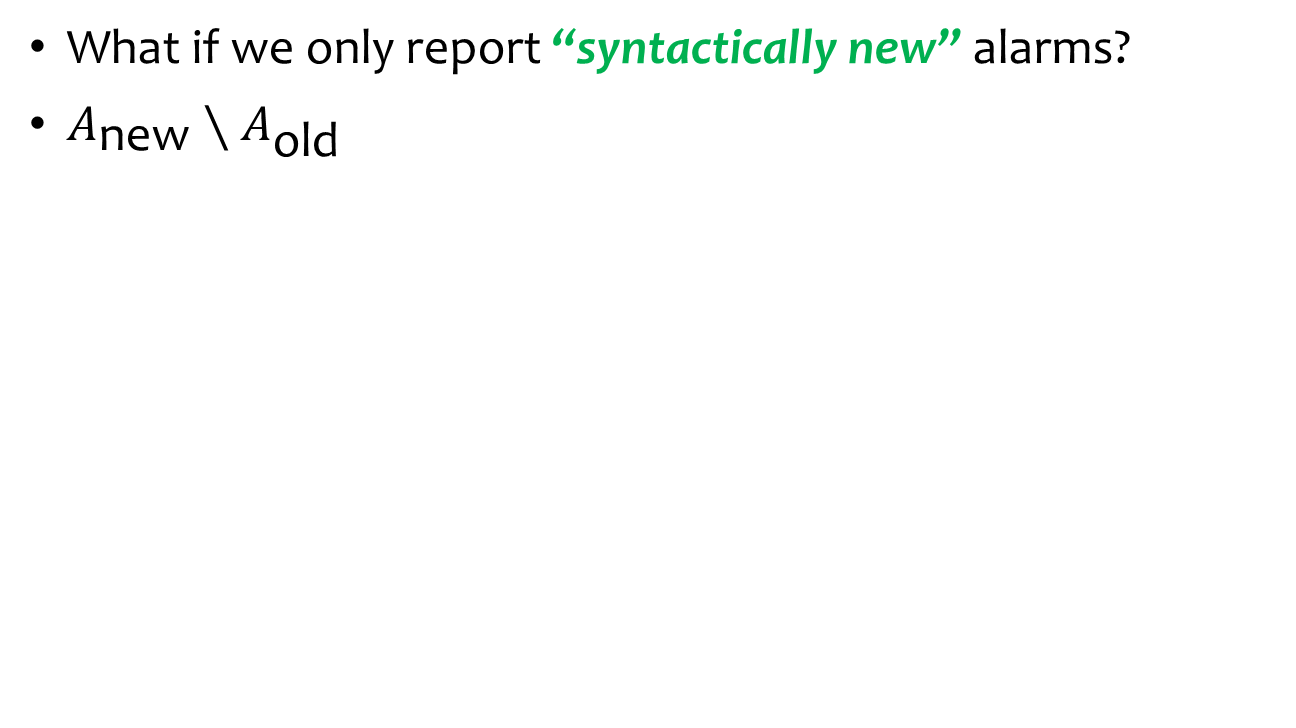 • What if we only report “syntactically new” alarms?
• A_new \ A_old